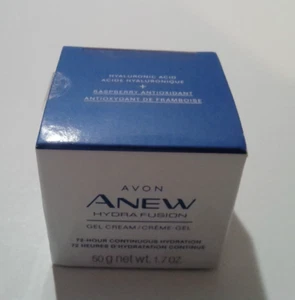 HYALURONIC ACID
ACIDE HYALURONIQUE
+
RASPBERRY ANTIOXIDANT
ANTIOXYDANT DE FRAMBOISE
AVON
ANEW
HYDRA FUSION
GEL CREAM/CRÈME-GEL
72 HOUR CONTINUOUS HYDRATION
72 HEURES D'HYDRATATION CONTINUE
50 g net wt. 1.7 OZ.